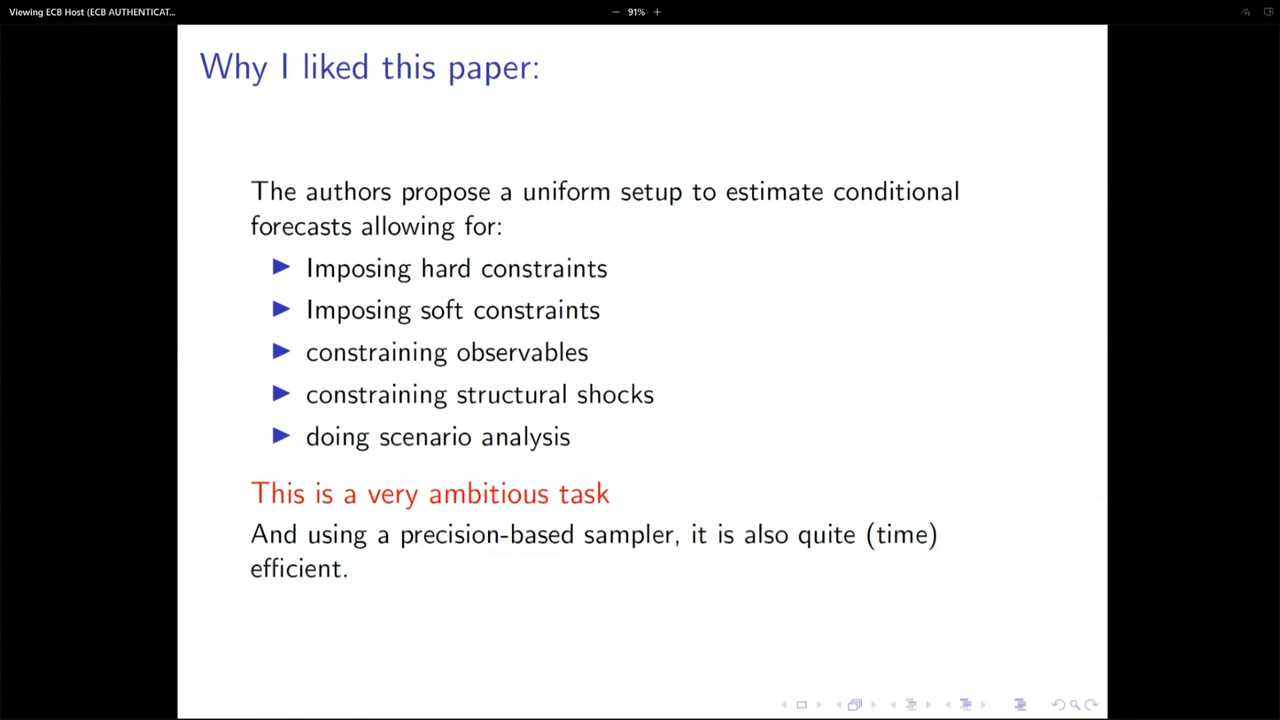 Viewing ECB Host (ECB AUTHENTICAT...
91%
Why I liked this paper:
The authors propose a uniform setup to estimate conditional
forecasts allowing for:
Imposing hard constraints
Imposing soft constraints
constraining observables
constraining structural shocks
doing scenario analysis
This is a very ambitious task
And using a precision-based sampler, it is also quite (time)
efficient.